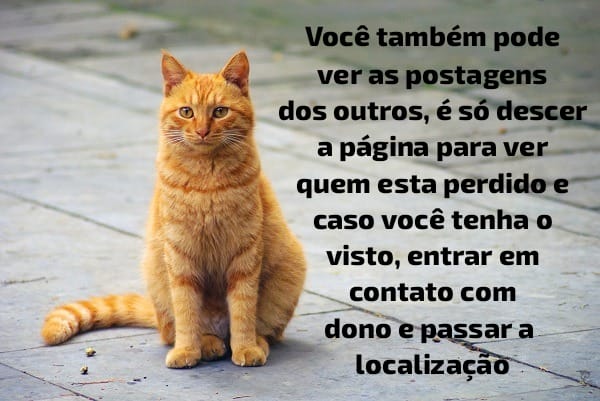 Você também pode
ver as postagens
dos outros, é só descer
a página para ver
quem esta perdido e
caso você tenha o
visto, entrar em
contato com
dono e passar a
localização